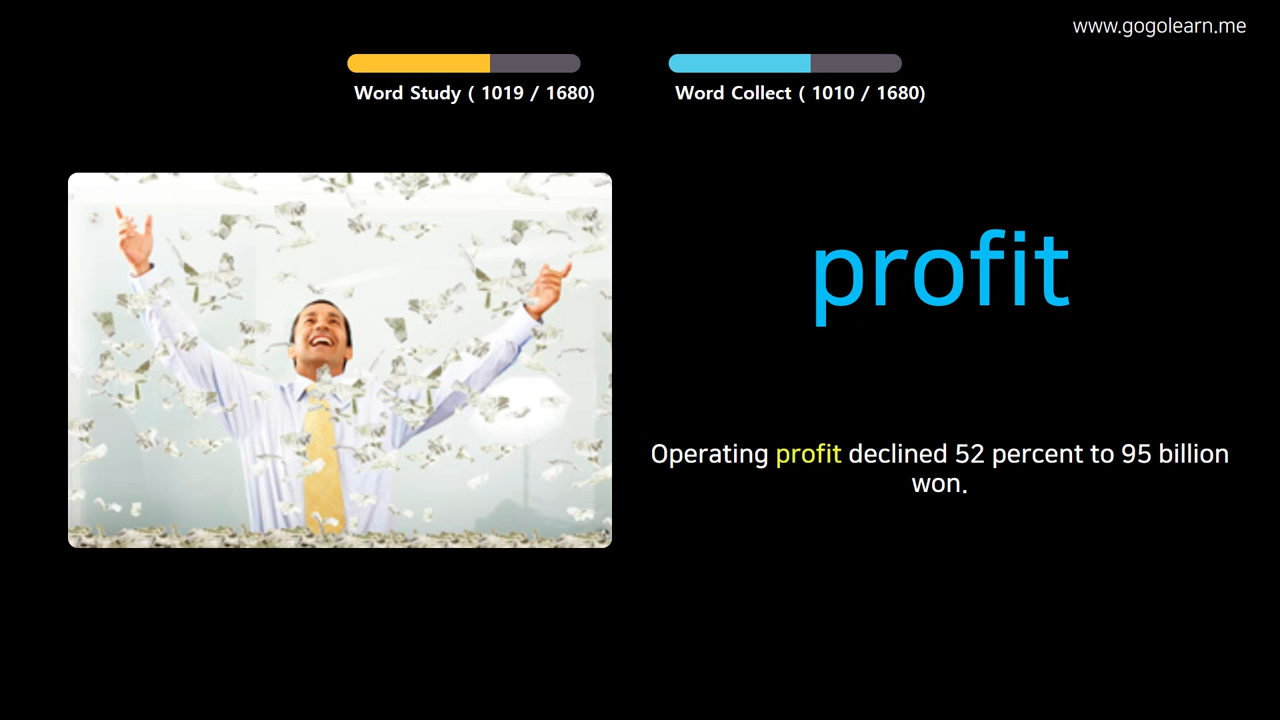 www.gogolearn.me
Word Study ( 1019 / 1680)
Word Collect ( 1010 / 1680)
profit
Operating profit declined 52 percent to 95 billion
won.